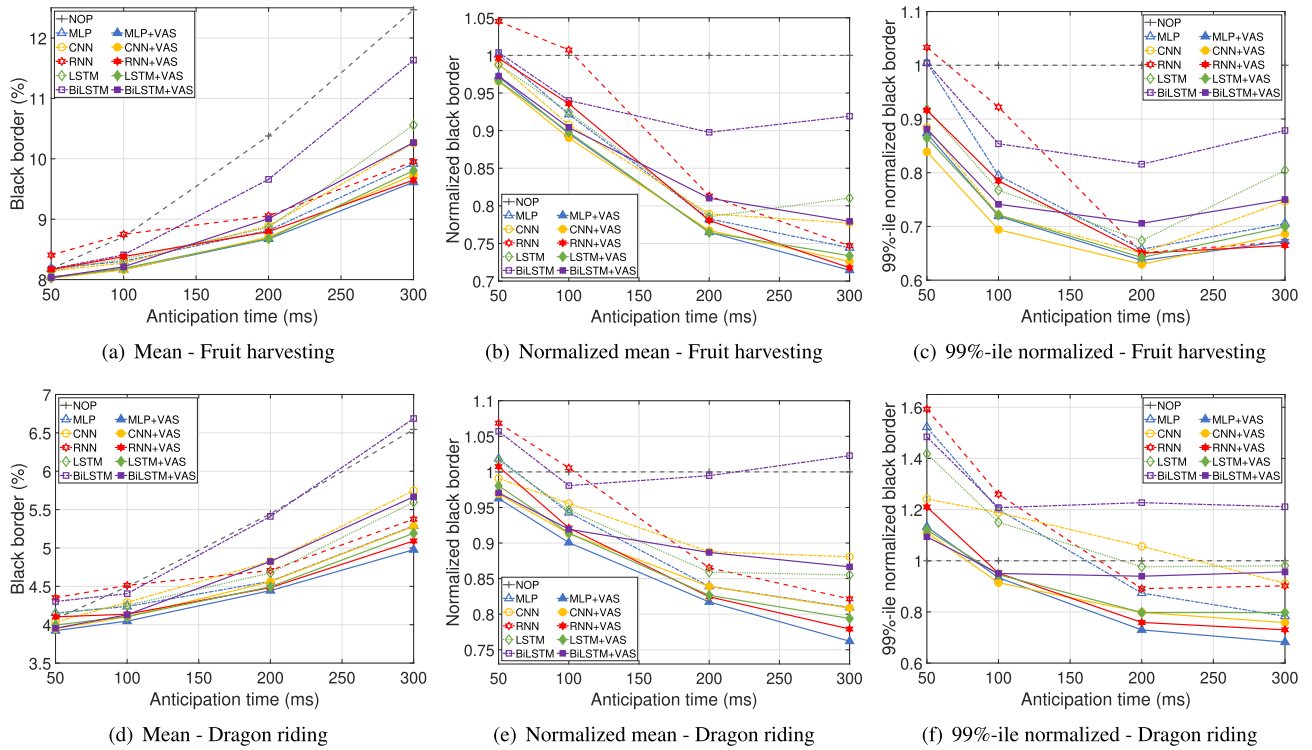 12
11
10
9
8
50 100 150 200 250 300
Black border (%)
Anticipation time (ms)
NOP
MLP MLP+VAS
CNN CNN+VAS
RNN RNN+VAS
LSTM LSTM+VAS
BiLSTM BiLSTM+VAS
(a) Mean - Fruit harvesting
1.05
1
0.95
0.9
0.85
0.8
0.75
0.7
50 100 150 200 250 300
Normalized black border
Anticipation time (ms)
NOP
MLP MLP+VAS
CNN CNN+VAS
RNN RNN+VAS
LSTM LSTM+VAS
BiLSTM BiLSTM+VAS
(b) Normalized mean - Fruit harvesting
1.1
1
0.9
0.8
0.7
0.6
50 100 150 200 250 300
99%-ile normalized black border
Anticipation time (ms)
NOP
MLP MLP+VAS
CNN CNN+VAS
RNN RNN+VAS
LSTM LSTM+VAS
BiLSTM BiLSTM+VAS
(c) 99%-ile normalized - Fruit harvesting
7
6.5
6
5.5
5
4.5
4
3.5
50 100 150 200 250 300
Black border (%)
Anticipation time (ms)
NOP
MLP MLP+VAS
CNN CNN+VAS
RNN RNN+VAS
LSTM LSTM+VAS
BiLSTM BiLSTM+VAS
(d) Mean - Dragon riding
1.1
1.05
1
0.95
0.9
0.85
0.8
0.75
50 100 150 200 250 300
Normalized black border
Anticipation time (ms)
NOP
MLP MLP+VAS
CNN CNN+VAS
RNN RNN+VAS
LSTM LSTM+VAS
BiLSTM BiLSTM+VAS
(e) Normalized mean - Dragon riding
1.6
1.4
1.2
1
0.8
0.6
50 100 150 200 250 300
99%-ile normalized black border
Anticipation time (ms)
NOP
MLP MLP+VAS
CNN CNN+VAS
RNN RNN+VAS
LSTM LSTM+VAS
BiLSTM BiLSTM+VAS
(f) 99%-ile normalized - Dragon riding